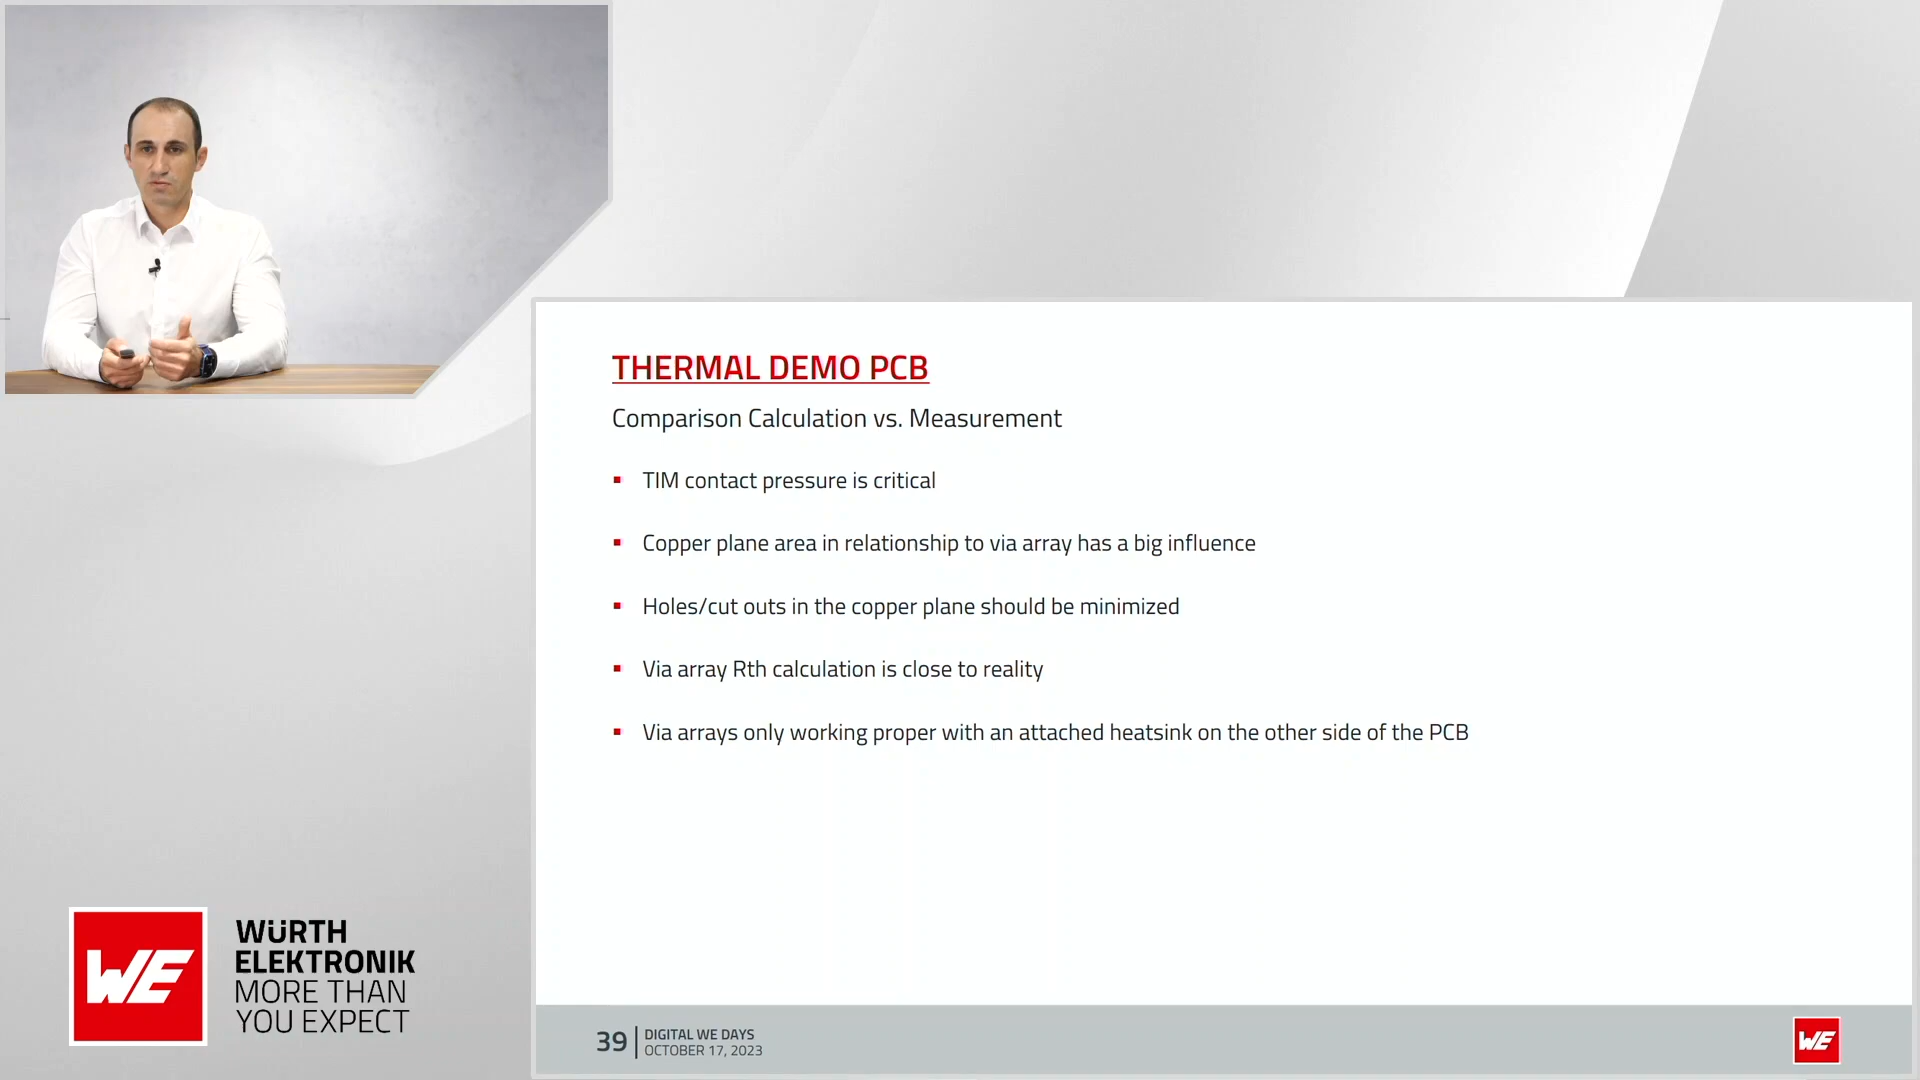 THERMAL DEMO PCB
Comparison Calculation vs. Measurement
▪ TIM contact pressure is critical
▪ Copper plane area in relationship to via array has a big influence
▪ Holes/cut outs in the copper plane should be minimized
▪ Via array Rth calculation is close to reality
▪ Via arrays only working proper with an attached heatsink on the other side of the PCB
WE
WÜRTH
ELEKTRONIK
MORE THAN
YOU EXPECT
39
DIGITAL WE DAYS
OCTOBER 17, 2023
WE